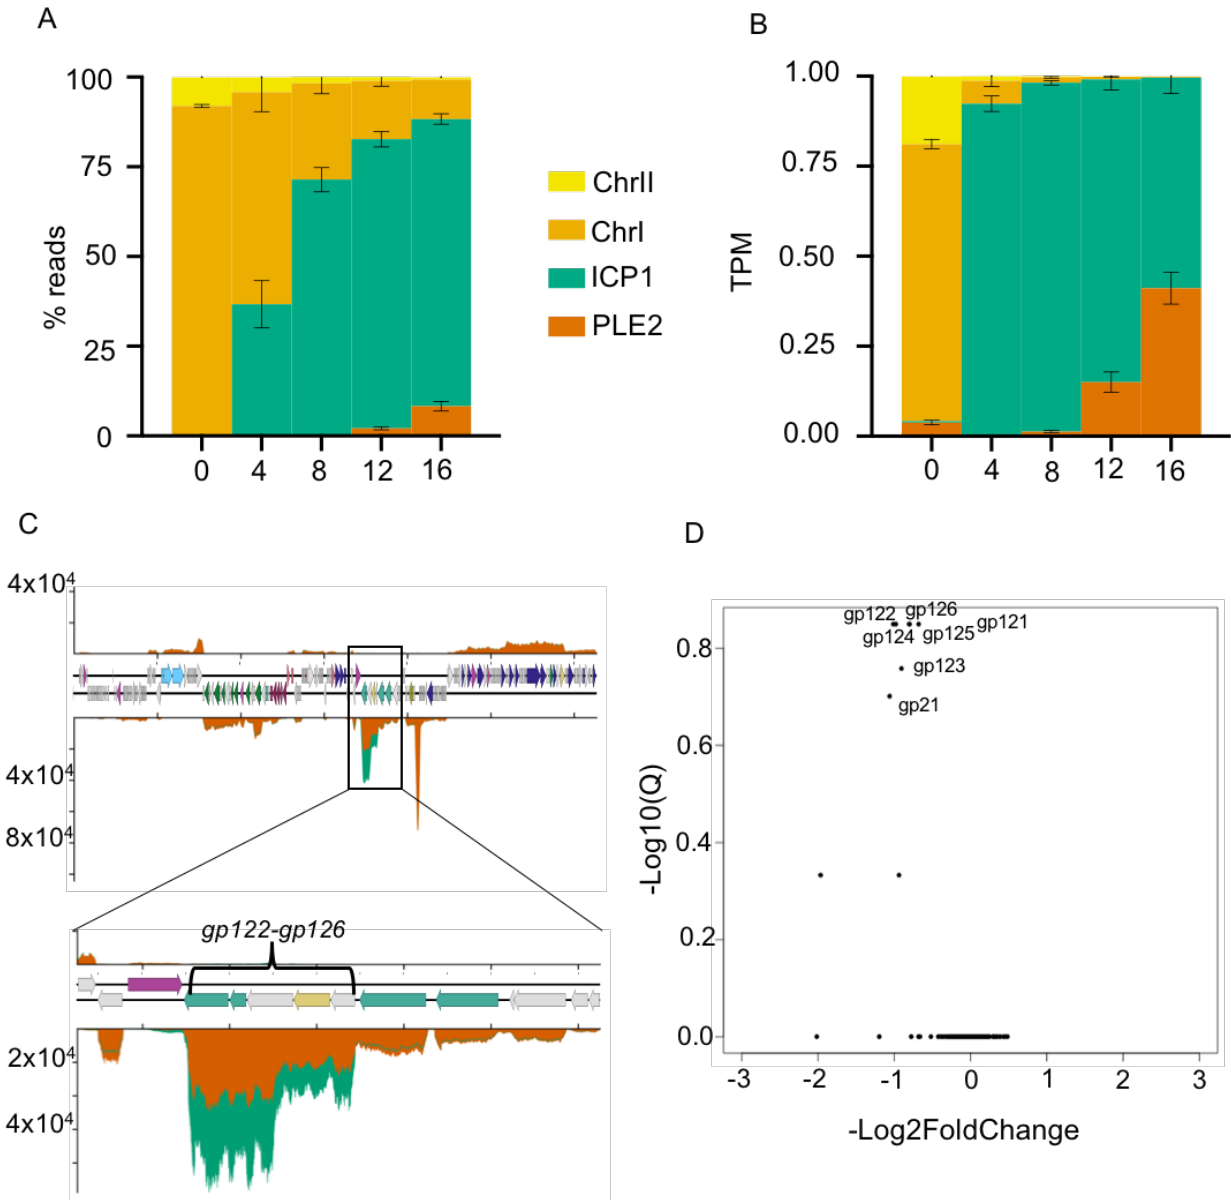 A
100
75
50
25
0
% reads
0 4 8 12 16
ChrII
ChrI
ICP1
PLE2
B
1.00
0.75
0.50
0.25
0.00
TPM
0 4 8 12 16
C
4x10⁴
4x10⁴
8x10⁴
gp122-gp126
2x10⁴
4x10⁴
D
gp122 gp126
gp124 gp125 gp121
gp123
gp21
0.8
0.6
0.4
0.2
0.0
-Log10(Q)
-3 -2 -1 0 1 2 3
-Log2FoldChange